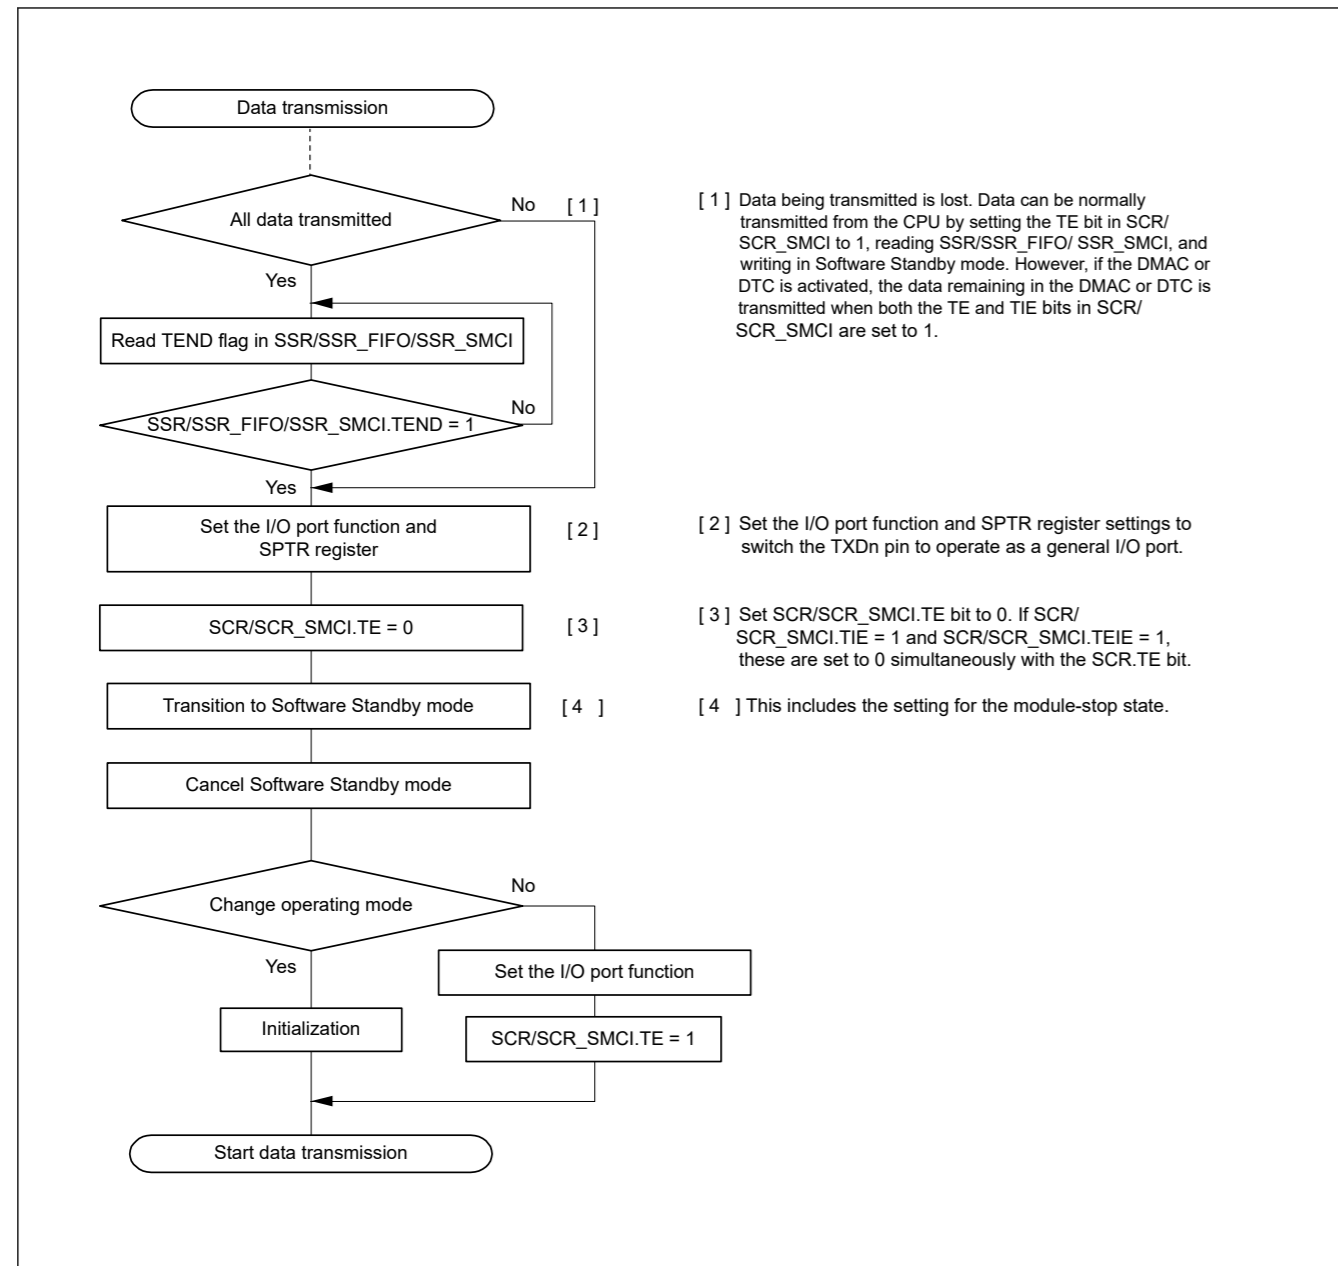 Data transmission
All data transmitted
No
[ 1 ]
Yes
Read TEND flag in SSR/SSR_FIFO/SSR_SMCI
SSR/SSR_FIFO/SSR_SMCI.TEND = 1
No
Yes
Set the I/O port function and
SPTR register
[ 2 ]
SCR/SCR_SMCI.TE = 0
[ 3 ]
Transition to Software Standby mode
[ 4   ]
Cancel Software Standby mode
Change operating mode
No
Yes
Set the I/O port function
Initialization
SCR/SCR_SMCI.TE = 1
Start data transmission
[ 1 ] Data being transmitted is lost. Data can be normally
transmitted from the CPU by setting the TE bit in SCR/
SCR_SMCI to 1, reading SSR/SSR_FIFO/ SSR_SMCI, and
writing in Software Standby mode. However, if the DMAC or
DTC is activated, the data remaining in the DMAC or DTC is
transmitted when both the TE and TIE bits in SCR/
SCR_SMCI are set to 1.
[ 2 ] Set the I/O port function and SPTR register settings to
switch the TXDn pin to operate as a general I/O port.
[ 3 ] Set SCR/SCR_SMCI.TE bit to 0. If SCR/
SCR_SMCI.TIE = 1 and SCR/SCR_SMCI.TEIE = 1,
these are set to 0 simultaneously with the SCR.TE bit.
[ 4   ] This includes the setting for the module-stop state.